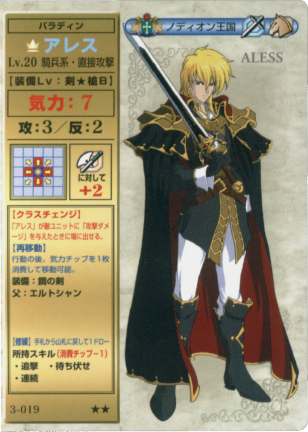 パラディン
アレス
Lv.20 騎兵系・直接攻撃
【装備Lv：剣★槍B】
気力：7
攻：3／反：2
に対して
+2
【クラスチェンジ】
「アレス」が敵ユニットに「攻撃ダメ
ージ」を与えたときに場に出せる。
【再移動】
行動の後、気力チップを1枚
消費して移動可能。
装備：鋼の剣
父：エルトシャン
手札から山札に戻して1ドロー
所持スキル(消費チップ−1)
・追撃 ・待ち伏せ
・連続
3-019 ★★
ノディオン王国
ALESS